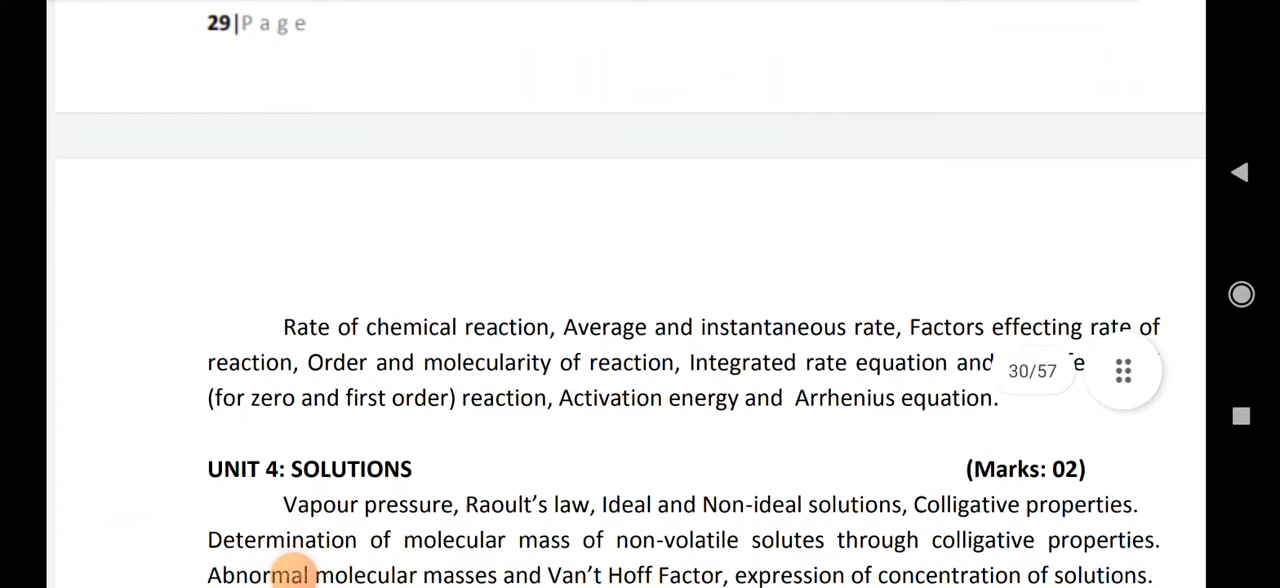 29|P a g e
Rate of chemical reaction, Average and instantaneous rate, Factors effecting rate of
reaction, Order and molecularity of reaction, Integrated rate equation and
30/57
(for zero and first order) reaction, Activation energy and Arrhenius equation.
UNIT 4: SOLUTIONS (Marks: 02)
Vapour pressure, Raoult’s law, Ideal and Non-ideal solutions, Colligative properties.
Determination of molecular mass of non-volatile solutes through colligative properties.
Abnormal molecular masses and Van’t Hoff Factor, expression of concentration of solutions.